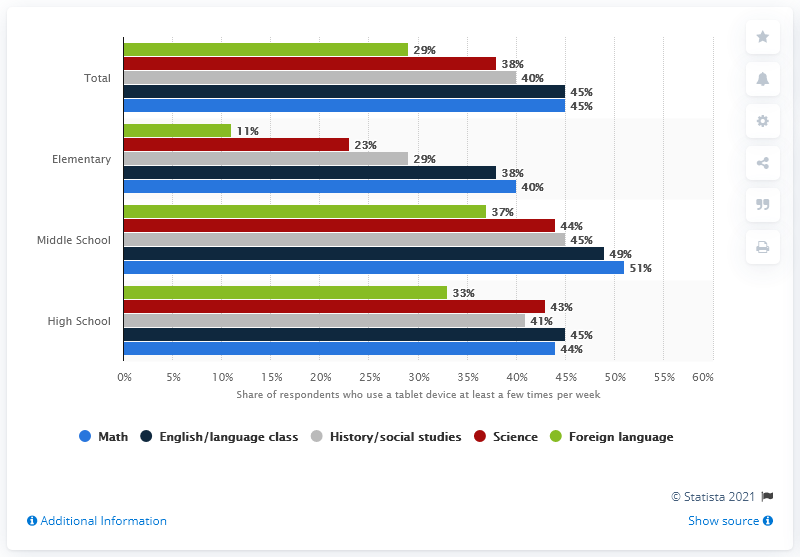 Total
29%
38%
40%
45%
45%
Elementary
11%
23%
29%
38%
40%
Middle School
37%
44%
45%
49%
51%
High School
33%
43%
41%
45%
44%
0% 5% 10% 15% 20% 25% 30% 35% 40% 45% 50% 55% 60%
Share of respondents who use a tablet device at least a few times per week
Math English/language class History/social studies Science Foreign language
© Statista 2021
Additional Information Show source